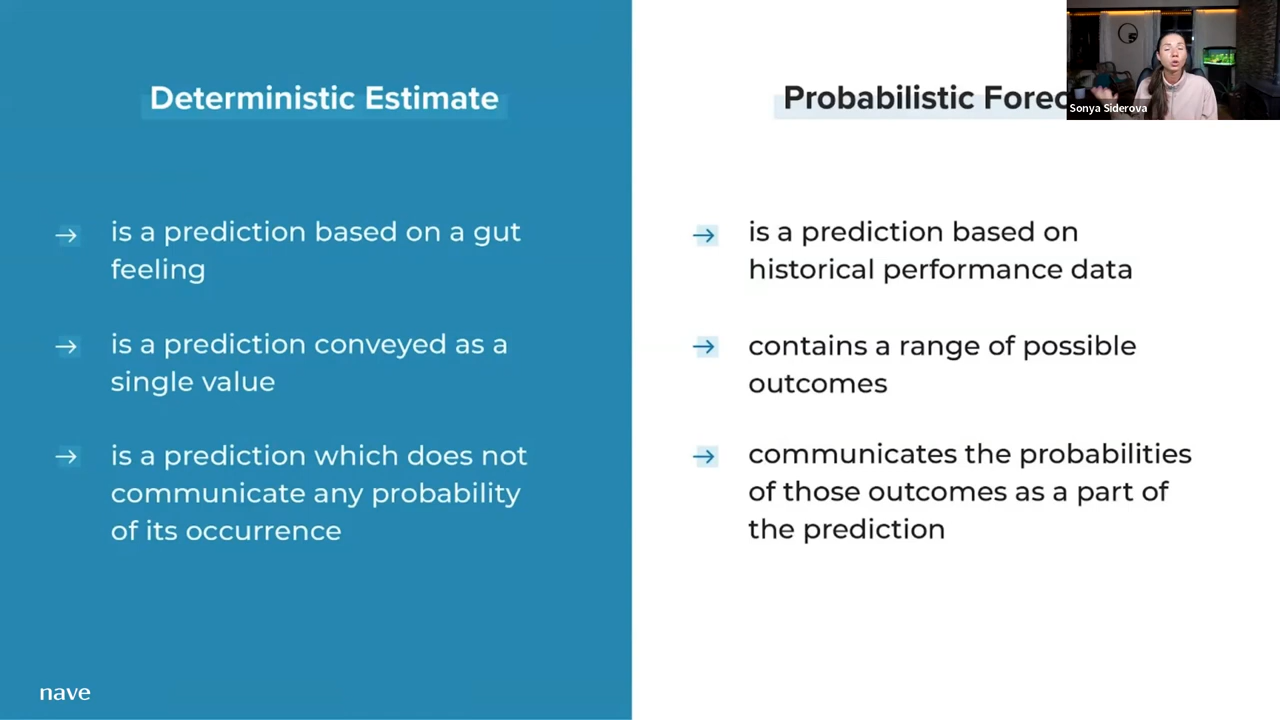 Deterministic Estimate
is a prediction based on a gut
feeling
is a prediction conveyed as a
single value
is a prediction which does not
communicate any probability
of its occurrence
nave
Probabilistic
is a prediction based on
historical performance data
contains a range of possible
outcomes
communicates the probabilities
of those outcomes as a part of
the prediction
Sonya Siderova